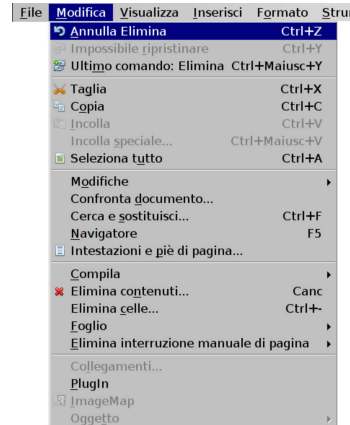 File Modifica Visualizza Inserisci Formato
Annulla Elimina Ctrl+Z
Impossibile ripristinare Ctrl+Y
Ultimo comando: Elimina Ctrl+Maiusc+Y
Taglia Ctrl+X
Copia Ctrl+C
Incolla Ctrl+V
Incolla speciale... Ctrl+Maiusc+V
Seleziona tutto Ctrl+A
Modifiche
Confronta documento...
Cerca e sostituisci... Ctrl+F
Navigatore F5
Intestazioni e piè di pagina...
Compila
Elimina contenuti... Canc
Elimina celle... Ctrl+-
Foglio
Elimina interruzione manuale di pagina
Collegamenti...
PlugIn
ImageMap
Oggetto